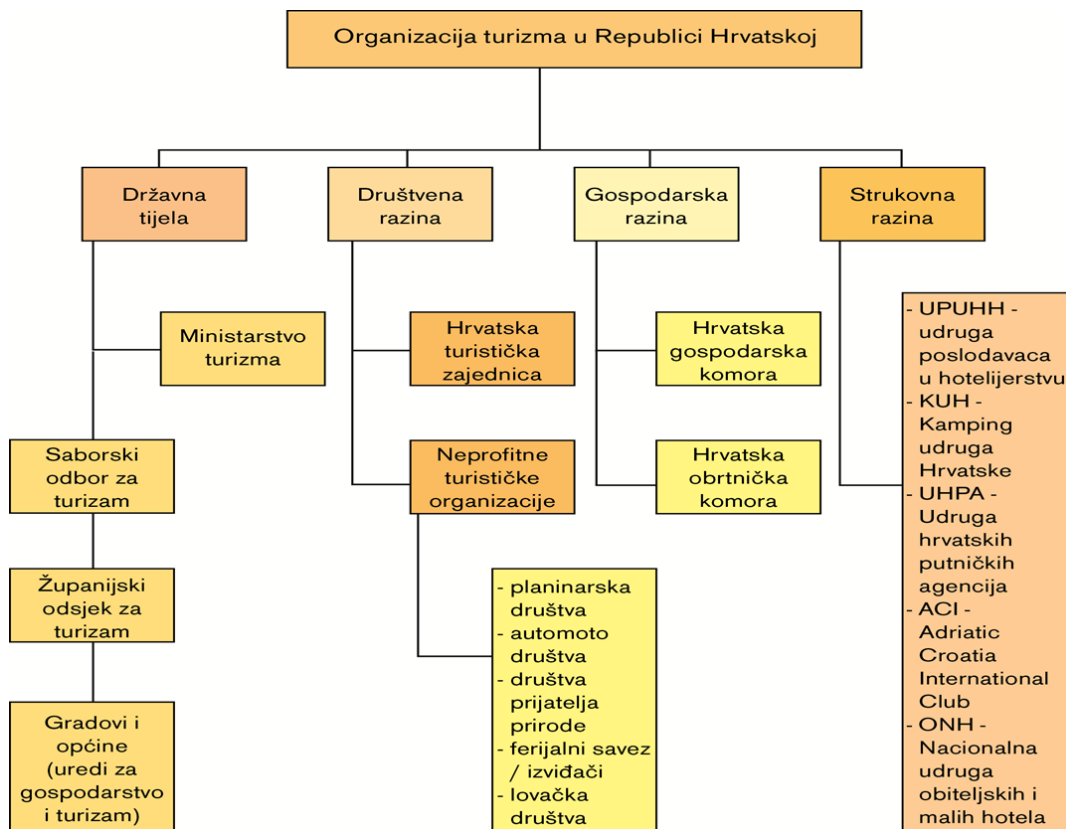 Organizacija turizma u Republici Hrvatskoj
Državna
tijela
Društvena
razina
Gospodarska
razina
Strukovna
razina
Ministarstvo
turizma
Saborski
odbor za
turizam
Županijski
odsjek za
turizam
Gradovi i
općine
(uredi za
gospodarstvo
i turizam)
Hrvatska
turistička
zajednica
Neprofitne
turističke
organizacije
- planinarska
društva
- automoto
društva
- društva
prijatelja
prirode
- ferijalni savez
/ izviđači
- lovačka
društva
Hrvatska
gospodarska
komora
Hrvatska
obrtnička
komora
- UPUHH -
udruga
poslodavaca
u hotelijerstvu
- KUH -
Kamping
udruga
Hrvatske
- UHPA -
Udruga
hrvatskih
putničkih
agencija
- ACI -
Adriatic
Croatia
International
Club
- ONH -
Nacionalna
udruga
obiteljskih i
malih hotela